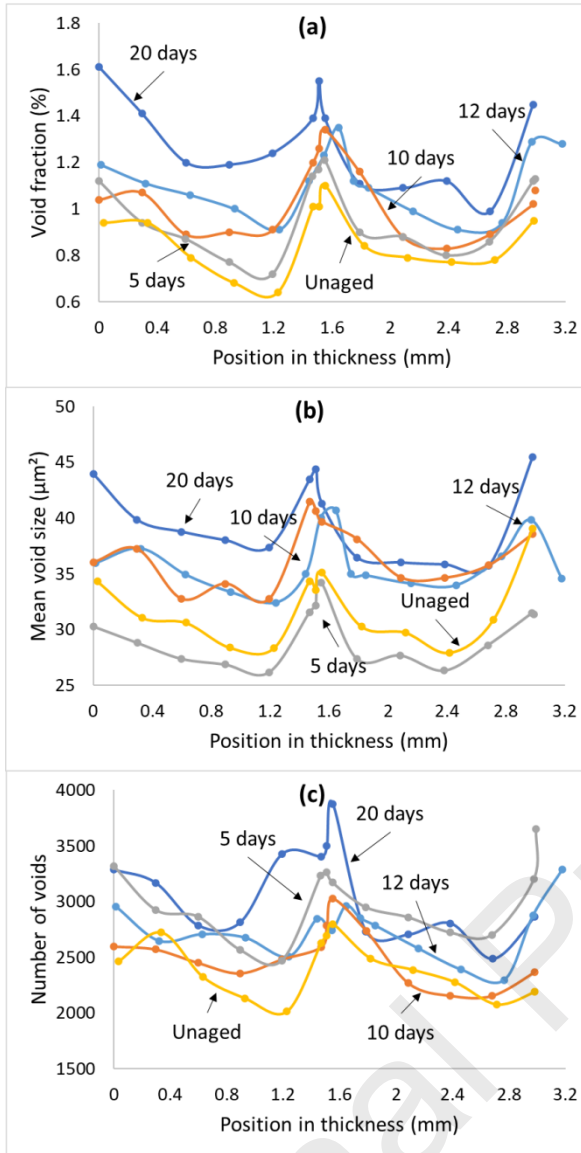 (a)
1.8
1.6
1.4
1.2
1
0.8
0.6
Void fraction (%)
20 days
12 days
10 days
5 days
Unaged
0 0.4 0.8 1.2 1.6 2 2.4 2.8 3.2
Position in thickness (mm)
(b)
50
45
40
35
30
25
Mean void size (µm²)
20 days
10 days
12 days
Unaged
5 days
0 0.4 0.8 1.2 1.6 2 2.4 2.8 3.2
Position in thickness (mm)
(c)
4000
3500
3000
2500
2000
1500
Number of voids
20 days
5 days
12 days
Unaged
10 days
0 0.4 0.8 1.2 1.6 2 2.4 2.8 3.2
Position in thickness (mm)